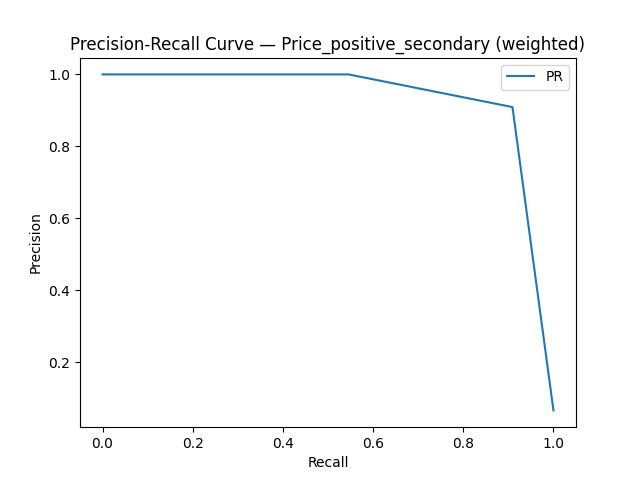 Precision-Recall Curve — Price_positive_secondary (weighted)
PR
1.0
0.8
0.6
0.4
0.2
Precision
0.0 0.2 0.4 0.6 0.8 1.0
Recall